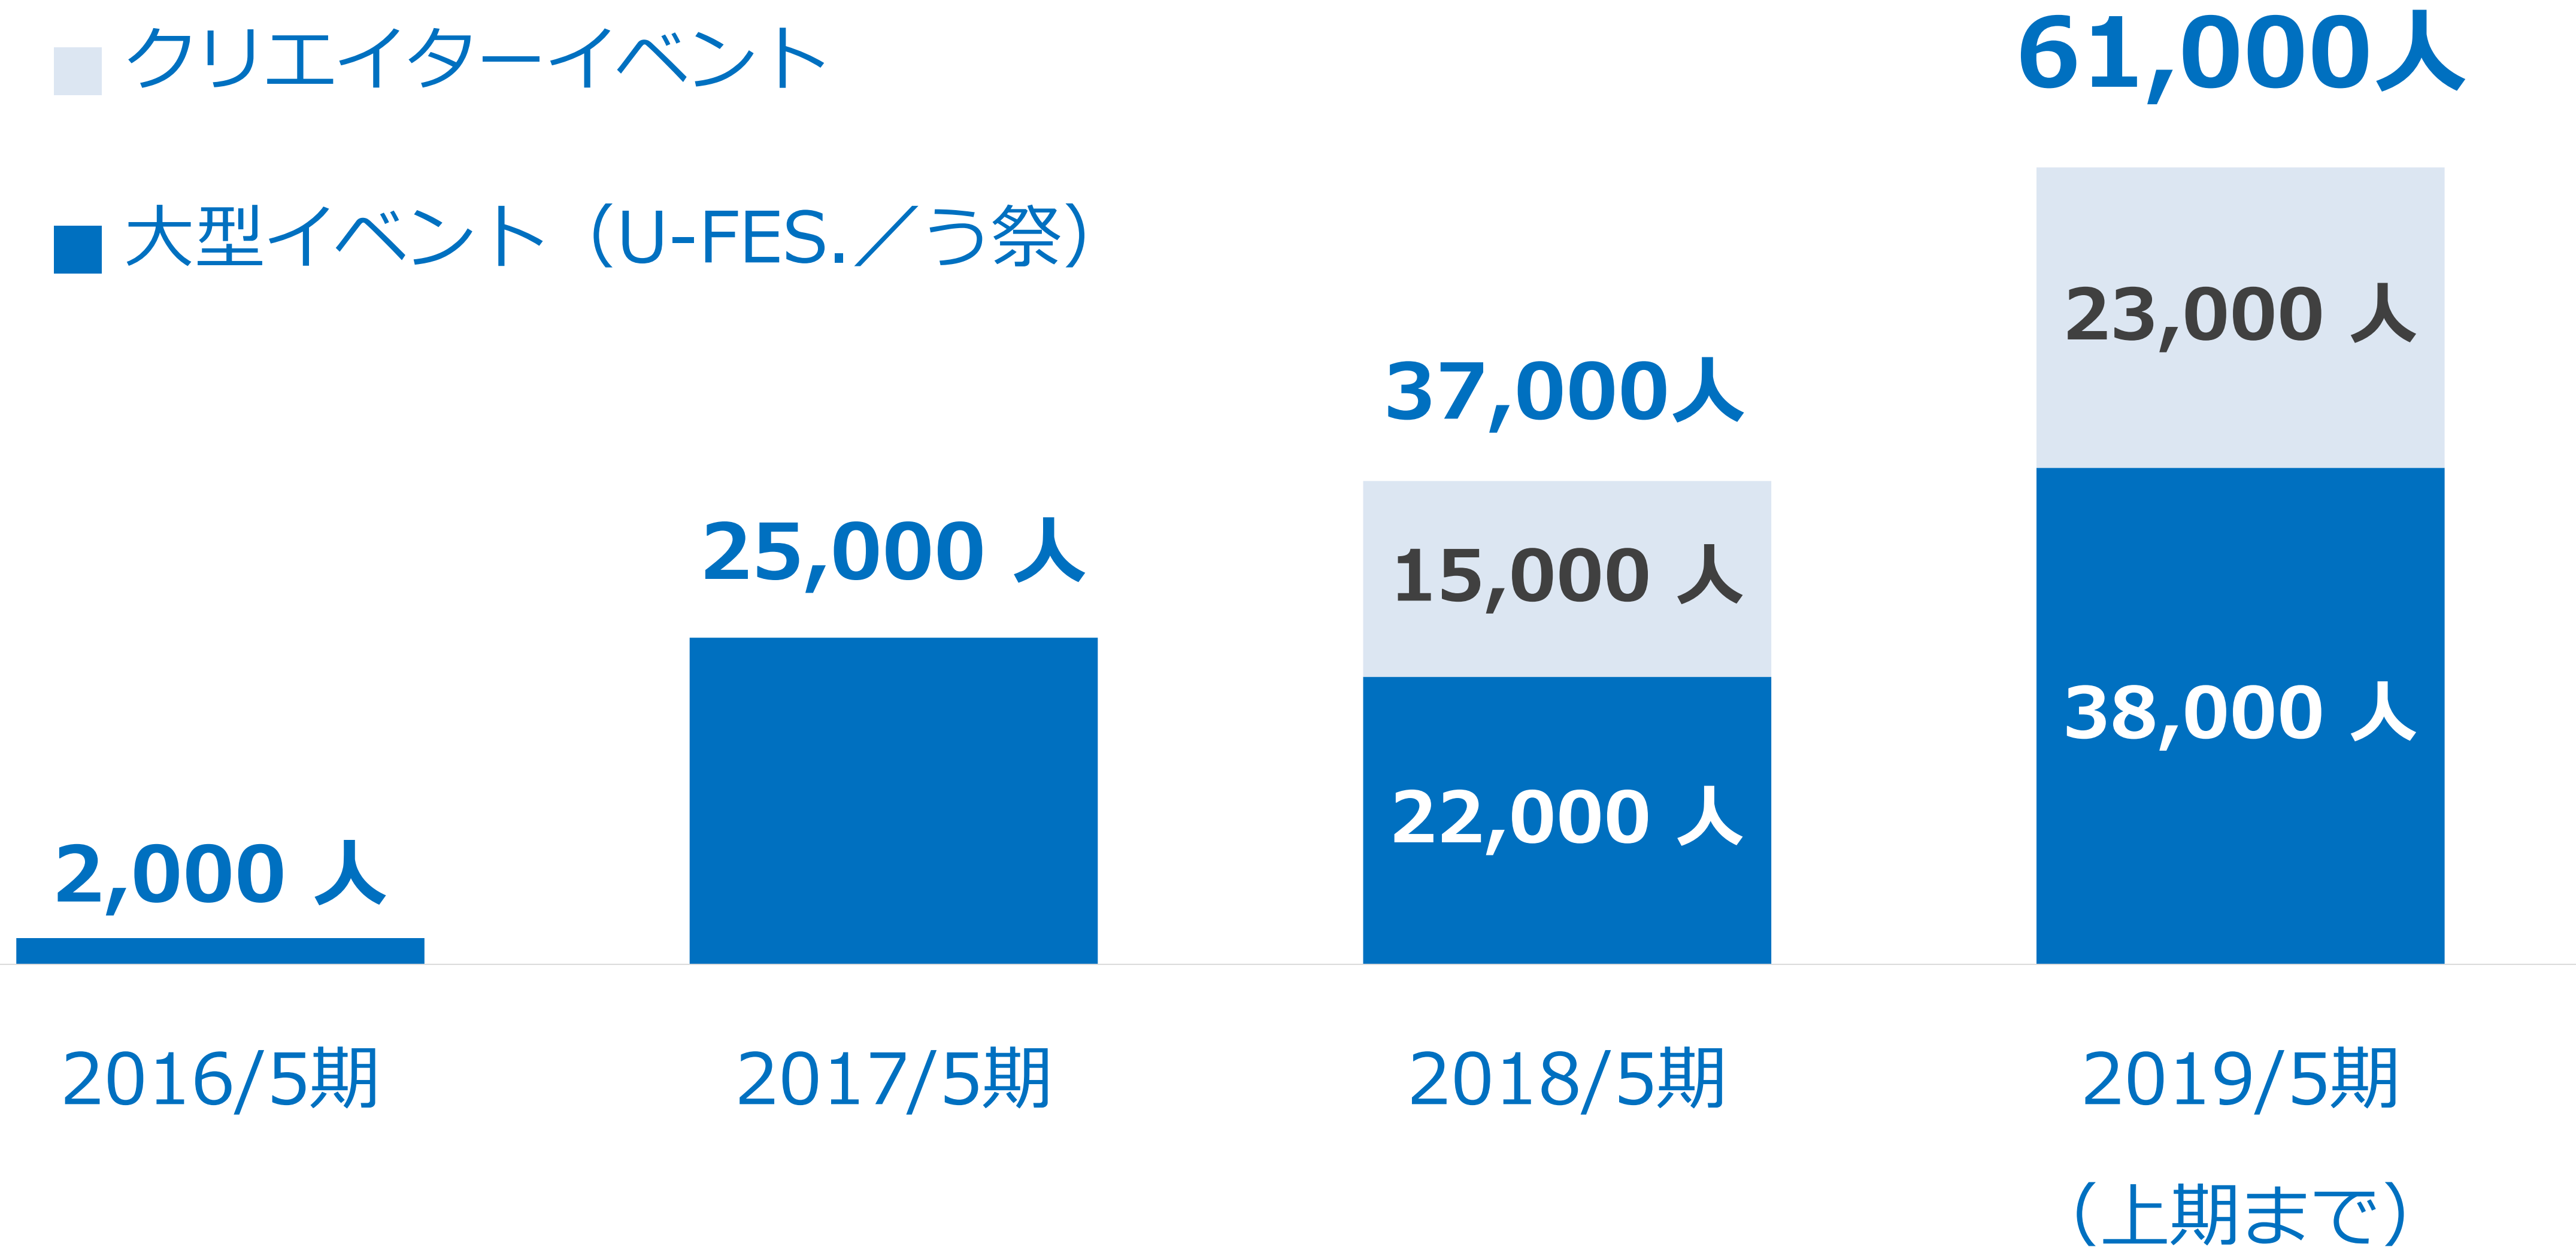 クリエイターイベント
大型イベント（U-FES.／う祭）
61,000人
23,000 人
38,000 人
37,000人
15,000 人
22,000 人
25,000 人
2,000 人
2016/5期
2017/5期
2018/5期
2019/5期
（上期まで）